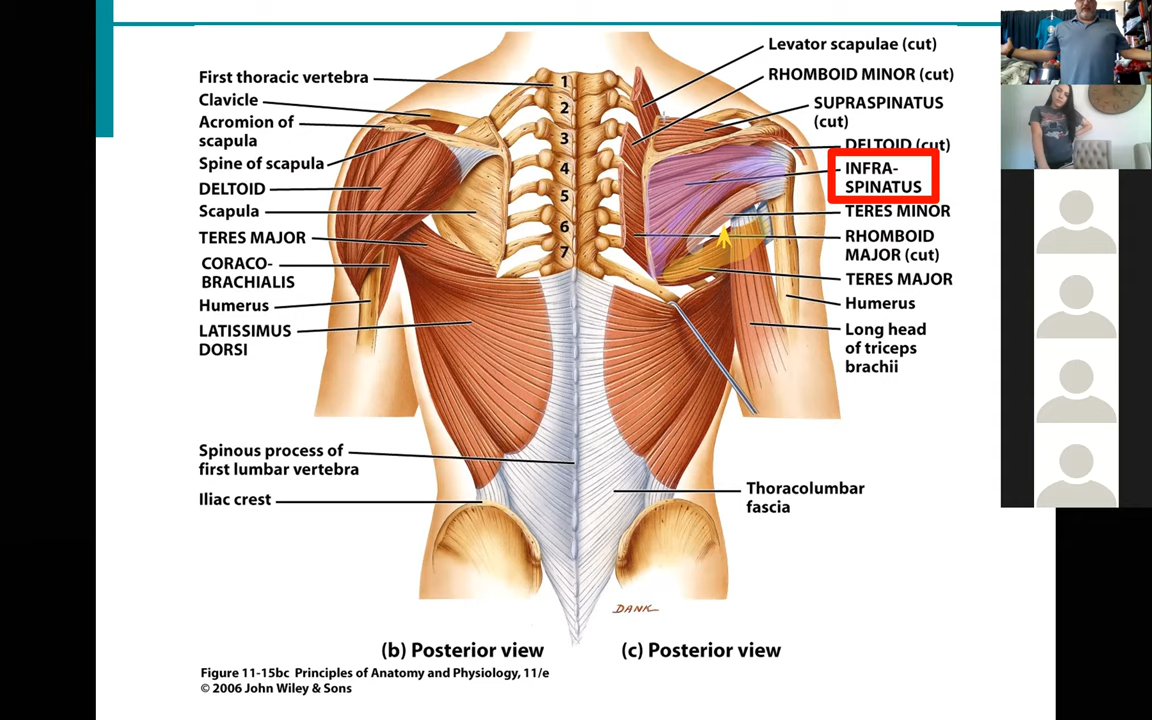 First thoracic vertebra
Clavicle
Acromion of
scapula
Spine of scapula
DELTOID
Scapula
TERES MAJOR
CORACO-
BRACHIALIS
Humerus
LATISSIMUS
DORSI
Spinous process of
first lumbar vertebra
Iliac crest
1
2
3
4
5
6
7
Levator scapulae (cut)
RHOMBOID MINOR (cut)
SUPRASPINATUS
(cut)
DELTOID (cut)
INFRA-
SPINATUS
TERES MINOR
RHOMBOID
MAJOR (cut)
TERES MAJOR
Humerus
Long head
of triceps
brachii
Thoracolumbar
fascia
DANK
(b) Posterior view
(c) Posterior view
Figure 11-15bc Principles of Anatomy and Physiology, 11/e
© 2006 John Wiley & Sons